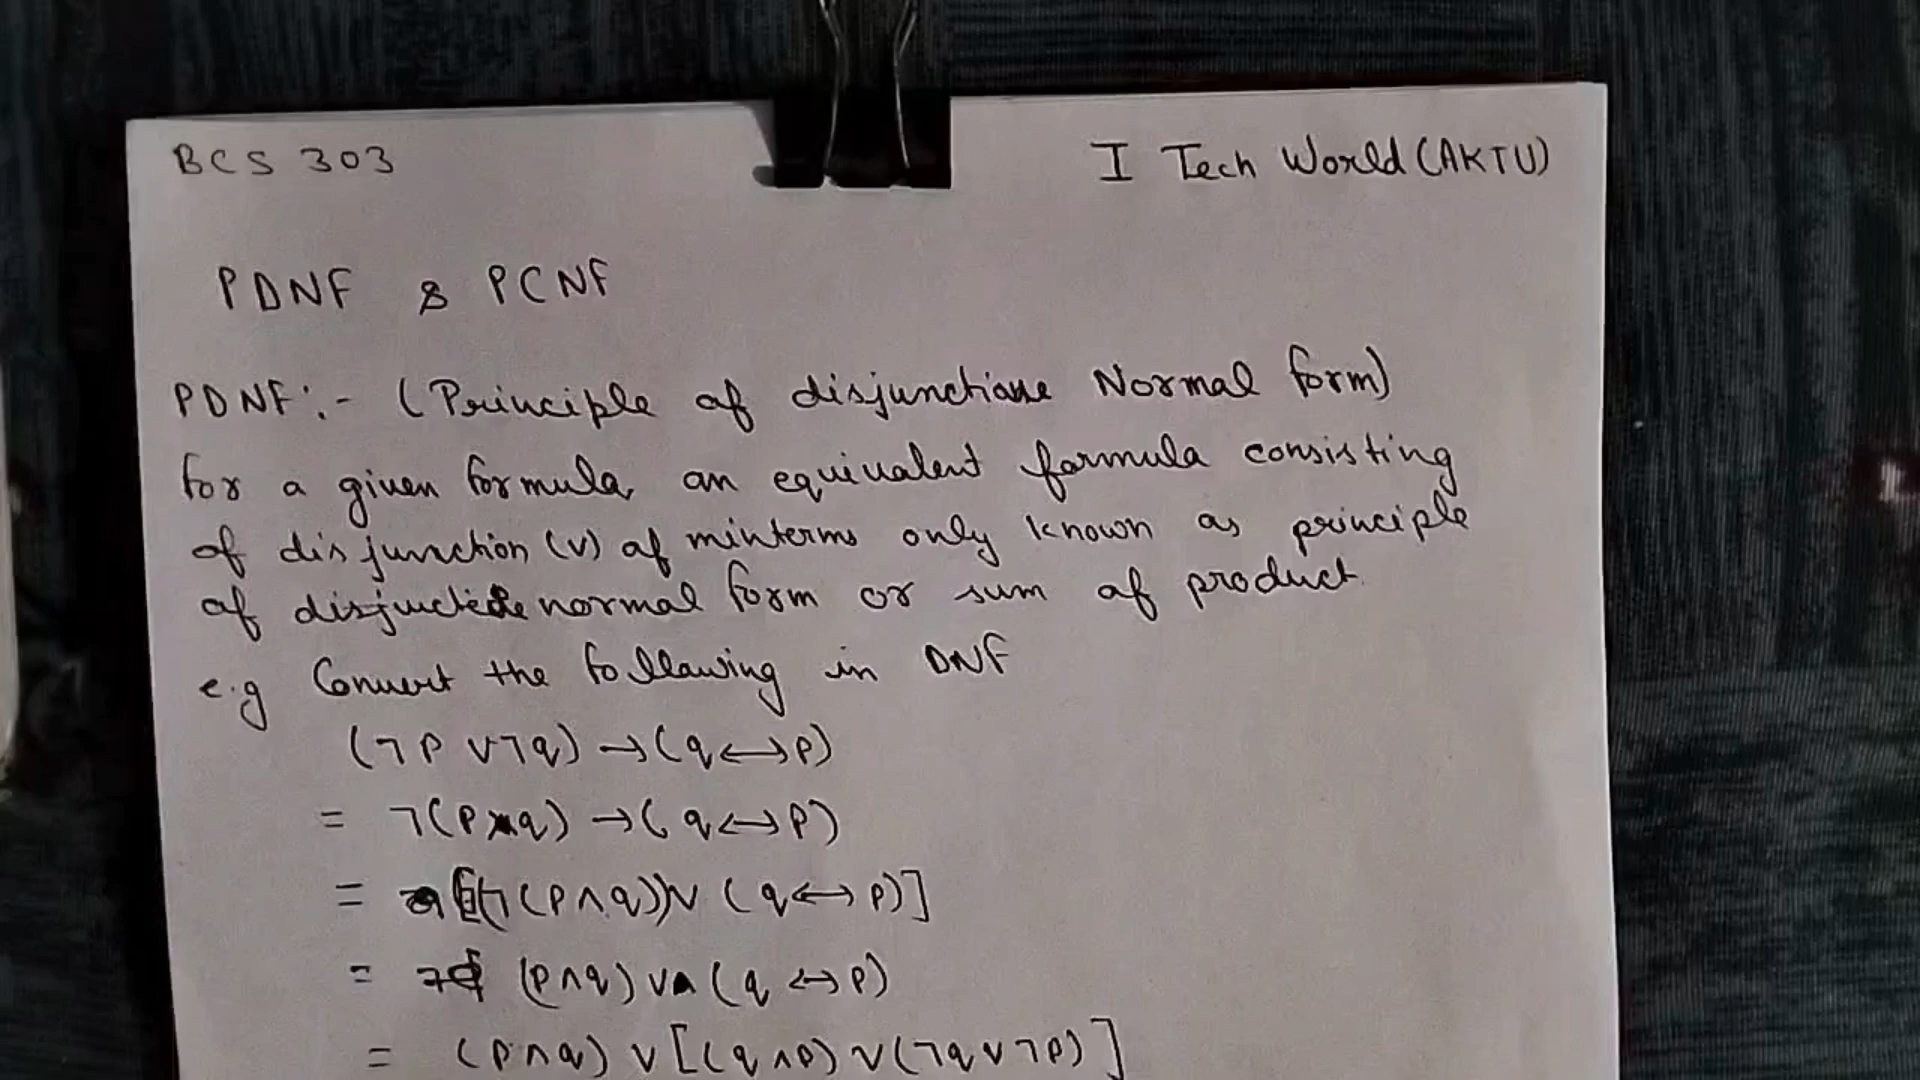 BCS 303
I Tech World (AKTU)
PDNF & PCNF
PDNF:- (Principle of disjunctive Normal form)
for a given formula, an equivalent formula consisting
of disjunction (v) of minterms only known as principle
of disjuctive normal form or sum of product.
e.g Convert the following in DNF
(¬P ∨ ¬q) → (q ↔ P)
= ¬(P ∧ q) → (q ↔ P)
= [(¬(P ∧ q)) ∨ (q ↔ P)]
= (P ∧ q) ∨ (q ↔ P)
= (P ∧ q) ∨ [(q ∧ P) ∨ (¬q ∨ ¬P)]